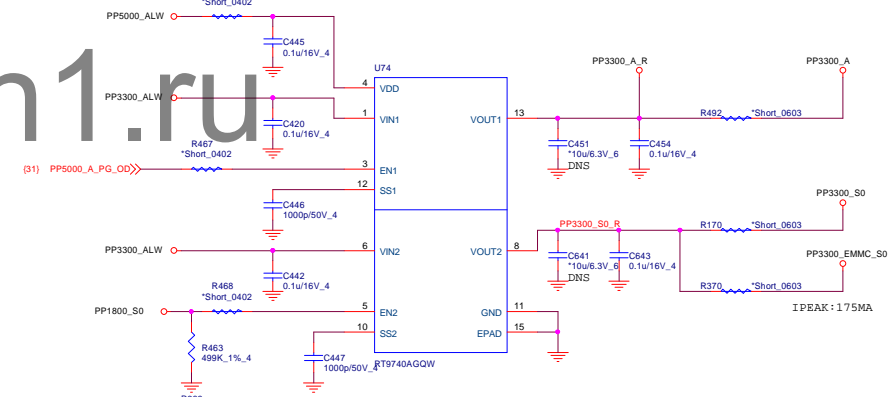 *Short_0402
PP5000_ALW
C445
0.1u/16V_4
U74
PP3300_A_R
PP3300_A
n1.ru
PP3300_ALW
4
VDD
1
VIN1
VOUT1
13
R492
*Short_0603
C420
0.1u/16V_4
R467
*Short_0402
C451
*10u/6.3V_6
DNS
C454
0.1u/16V_4
{31} PP5000_A_PG_OD
3
EN1
12
SS1
C446
1000p/50V_4
PP3300_S0
PP3300_S0_R
R170
*Short_0603
PP3300_ALW
6
VIN2
VOUT2
8
PP3300_EMMC_S0
C641
*10u/6.3V_6
DNS
C643
0.1u/16V_4
C442
0.1u/16V_4
R468
*Short_0402
R370
*Short_0603
IPEAK:175MA
PP1800_S0
5
EN2
GND
11
10
SS2
EPAD
15
R463
499K_1%_4
C447
1000p/50V_4
RT9740AGQW